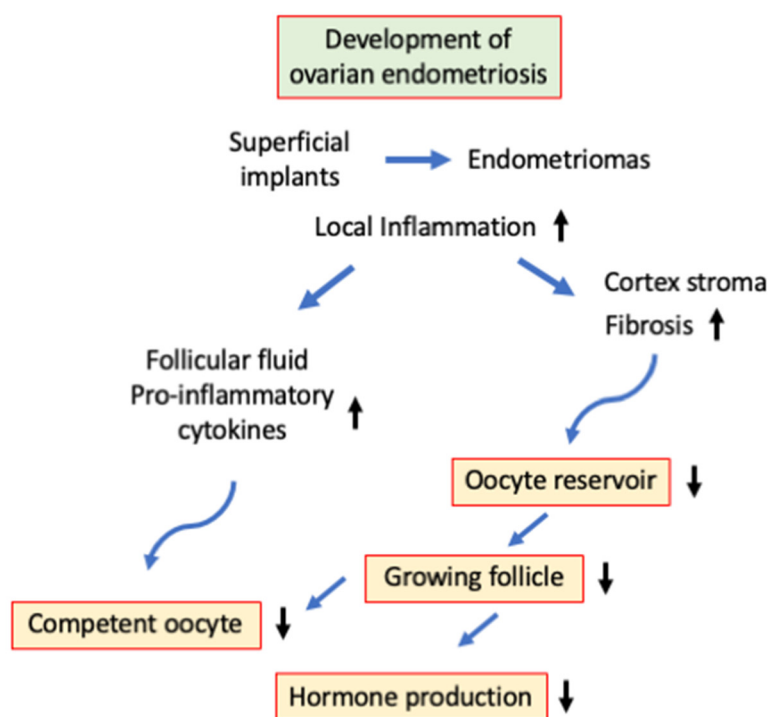 Development of
ovarian endometriosis
Superficial
implants
Endometriomas
Local Inflammation
Cortex stroma
Fibrosis
Follicular fluid
Pro-inflammatory
cytokines
Oocyte reservoir
Growing follicle
Competent oocyte
Hormone production